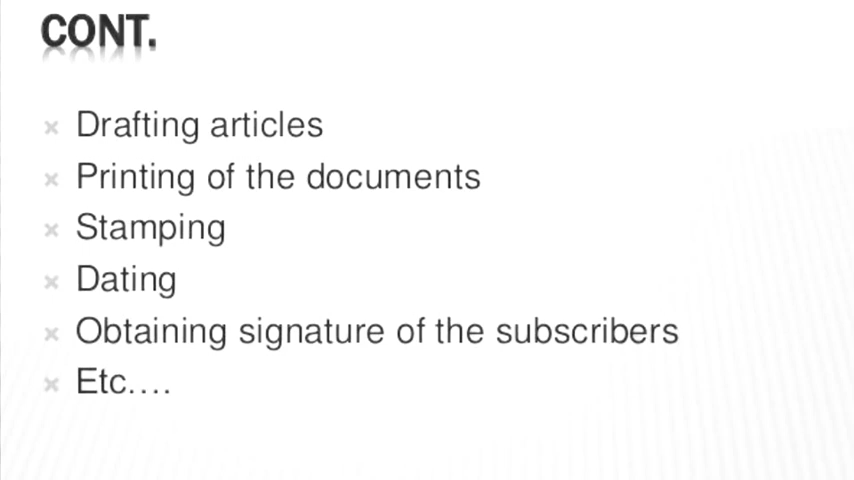 CONT.
Drafting articles
Printing of the documents
Stamping
Dating
Obtaining signature of the subscribers
Etc....